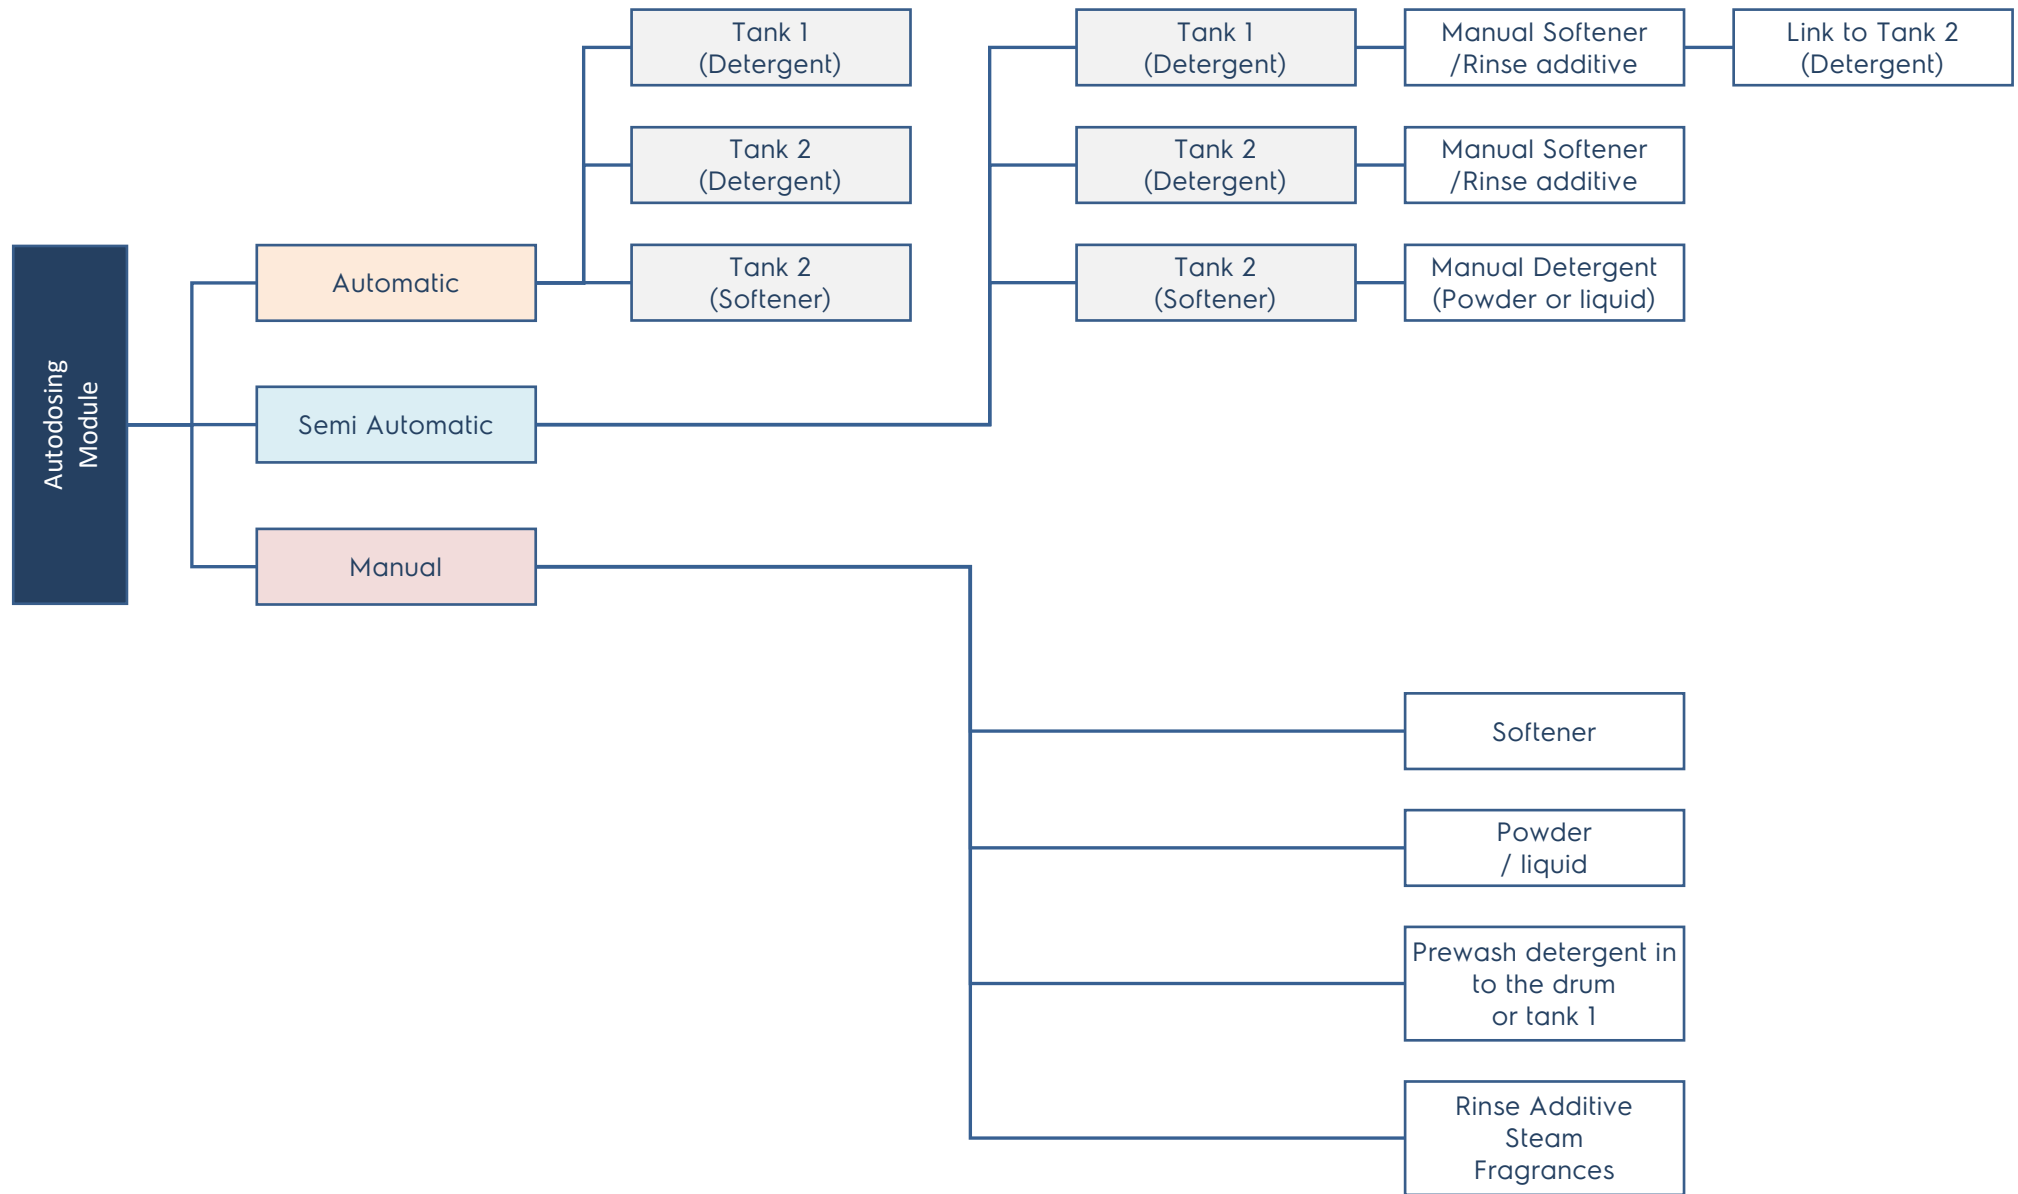 Autodosing
Module
Automatic
Tank 1
(Detergent)
Tank 2
(Detergent)
Tank 2
(Softener)
Semi Automatic
Tank 1
(Detergent)
Manual Softener
/Rinse additive
Link to Tank 2
(Detergent)
Tank 2
(Detergent)
Manual Softener
/Rinse additive
Tank 2
(Softener)
Manual Detergent
(Powder or liquid)
Manual
Softener
Powder
/ liquid
Prewash detergent in
to the drum
or tank 1
Rinse Additive
Steam
Fragrances